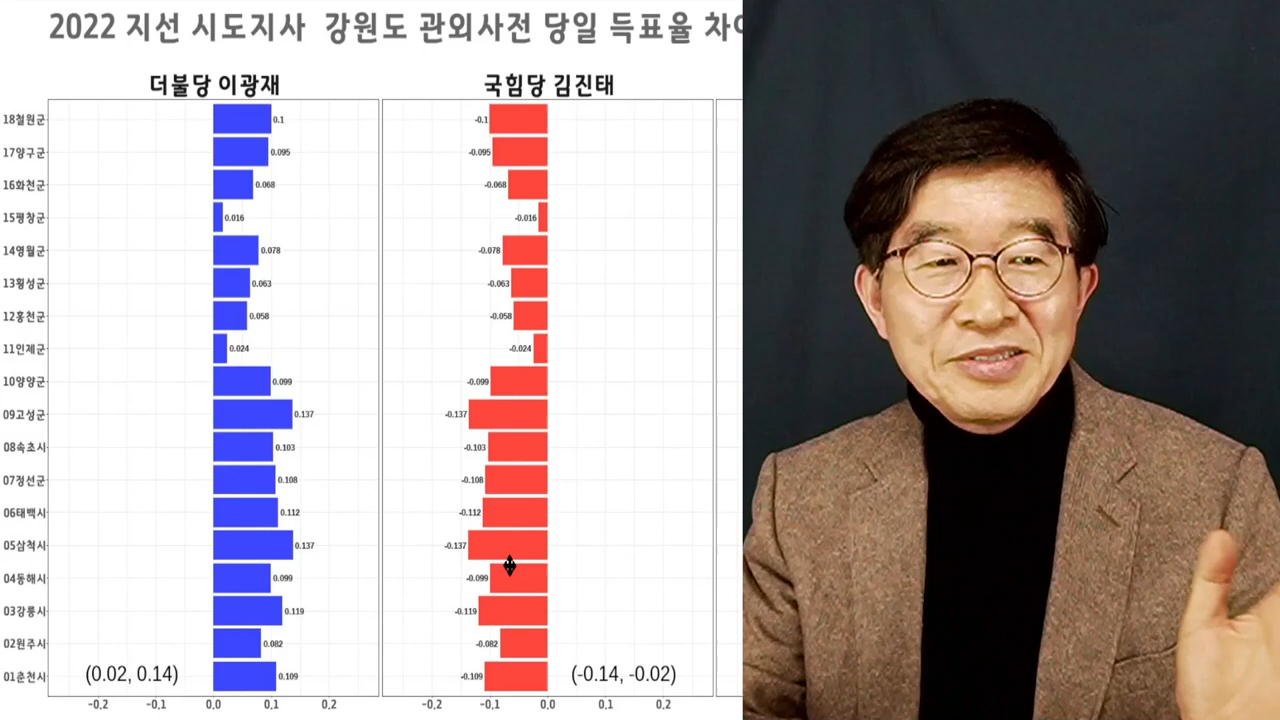 2022 지선 시도지사 강원도 관외사전 당일 득표율 차이
더불당 이광재
국힘당 김진태
18철원군 0.1 -0.1
17양구군 0.095 -0.095
16화천군 0.068 -0.068
15평창군 0.016 -0.016
14영월군 0.078 -0.078
13횡성군 0.063 -0.063
12홍천군 0.058 -0.058
11인제군 0.024 -0.024
10양양군 0.099 -0.099
09고성군 0.137 -0.137
08속초시 0.103 -0.103
07정선군 0.108 -0.108
06태백시 0.112 -0.112
05삼척시 0.137 -0.137
04동해시 0.099 -0.099
03강릉시 0.119 -0.119
02원주시 0.082 -0.082
01춘천시 (0.02, 0.14) 0.109 -0.109 (-0.14, -0.02)
-0.2 -0.1 0.0 0.1 0.2 -0.2 -0.1 0.0 0.1 0.2